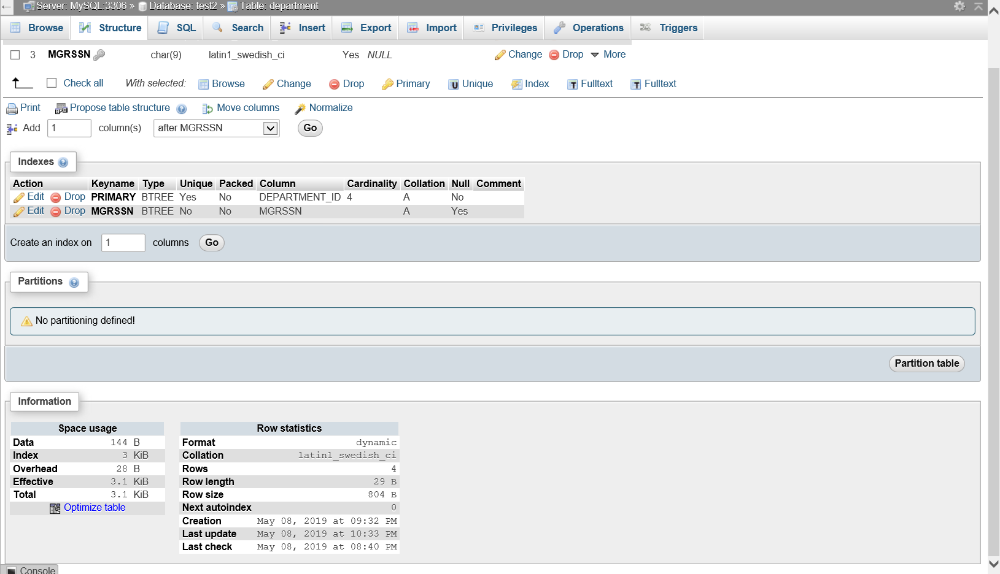 Server: MySQL:3306 » Database: test2 » Table: department
Browse Structure SQL Search Insert Export Import Privileges Operations Triggers
3 MGRSSN char(9) latin1_swedish_ci Yes NULL Change Drop More
Check all With selected: Browse Change Drop Primary Unique Index Fulltext Fulltext
Print Propose table structure Move columns Normalize
Add 1 column(s) after MGRSSN Go
Indexes
Action Keyname Type Unique Packed Column Cardinality Collation Null Comment
Edit Drop PRIMARY BTREE Yes No DEPARTMENT_ID 4 A No
Edit Drop MGRSSN BTREE No No MGRSSN A Yes
Create an index on 1 columns Go
Partitions
No partitioning defined!
Partition table
Information
Space usage
Data 144 B
Index 3 KiB
Overhead 28 B
Effective 3.1 KiB
Total 3.1 KiB
Optimize table
Row statistics
Format dynamic
Collation latin1_swedish_ci
Rows 4
Row length 29 B
Row size 804 B
Next autoindex 0
Creation May 08, 2019 at 09:32 PM
Last update May 08, 2019 at 10:33 PM
Last check May 08, 2019 at 08:40 PM
Console